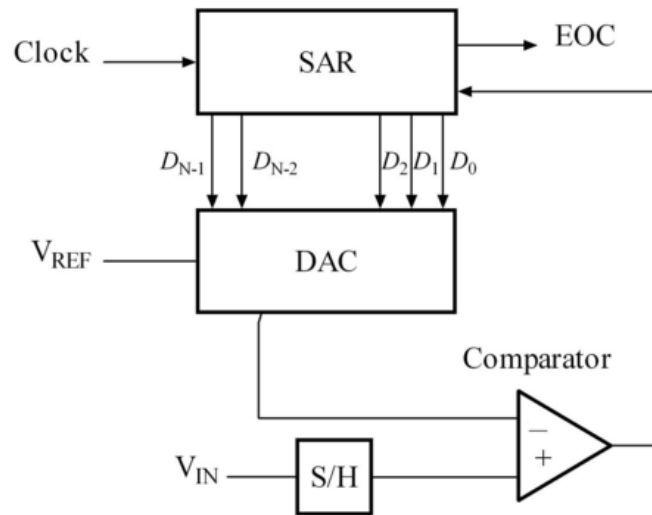 Clock
SAR
EOC
D_{N-1} D_{N-2} D_2 D_1 D_0
V_{REF}
DAC
Comparator
−
+
V_{IN}
S/H